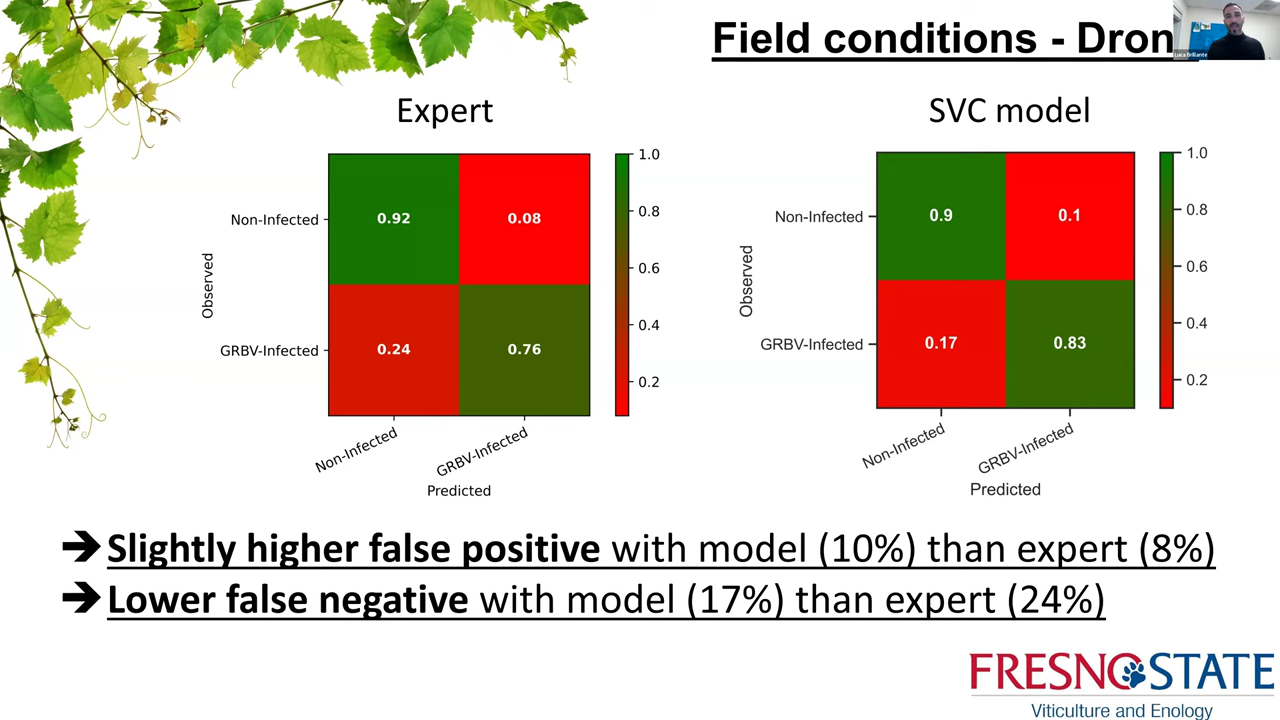 Field conditions - Dron
Luca Brillante
Expert
SVC model
1.0
0.8
0.6
0.4
0.2
Non-Infected
GRBV-Infected
Observed
0.92
0.08
0.24
0.76
Non-Infected
GRBV-Infected
Predicted
1.0
0.8
0.6
0.4
0.2
Non-Infected
GRBV-Infected
Observed
0.9
0.1
0.17
0.83
Non-Infected
GRBV-Infected
Predicted
➔Slightly higher false positive with model (10%) than expert (8%)
➔Lower false negative with model (17%) than expert (24%)
FRESNO STATE
Viticulture and Enology